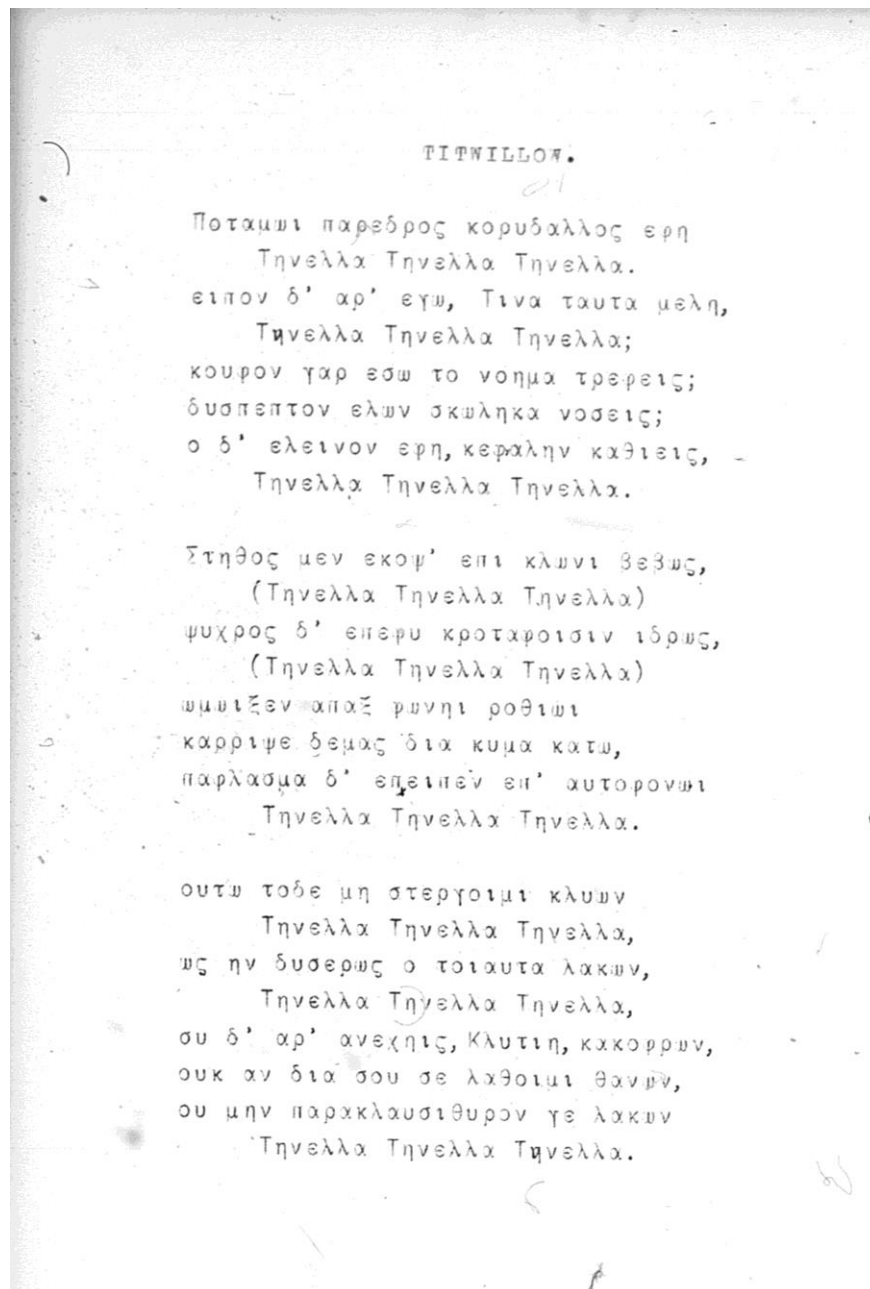 TITWILLOW.
Ποταμωι παρεδρος κορυδαλλος εφη
Τηνελλα Τηνελλα Τηνελλα.
ειπον δ' αρ' εγω, Τινα ταυτα μελη,
Τηνελλα Τηνελλα Τηνελλα;
κουφον γαρ εσω το νοημα τρεφεις;
δυσπεπτον ελων σκωληκα νοσεις;
ο δ' ελεινον εφη, κεφαλην καθιεις,
Τηνελλα Τηνελλα Τηνελλα.
Στηθος μεν εκοψ' επι κλωνι βεβως,
(Τηνελλα Τηνελλα Τηνελλα)
ψυχρος δ' επεφυ κροταφοισιν ιδρως,
(Τηνελλα Τηνελλα Τηνελλα)
ωμωιξεν απαξ φωνηι ροθιωι
καρριψε δεμας δια κυμα κατω,
παφλασμα δ' επειπεν επ' αυτοφονωι
Τηνελλα Τηνελλα Τηνελλα.
ουτω τοδε μη στεργοιμι κλυων
Τηνελλα Τηνελλα Τηνελλα,
ως ην δυσερως ο τοιαυτα λακων,
Τηνελλα Τηνελλα Τηνελλα,
συ δ' αρ' ανεχηις, Κλυτιη, κακοφρων,
ουκ αν δια σου σε λαθοιμι θανων,
ου μην παρακλαυσιθυρον γε λακων
Τηνελλα Τηνελλα Τηνελλα.